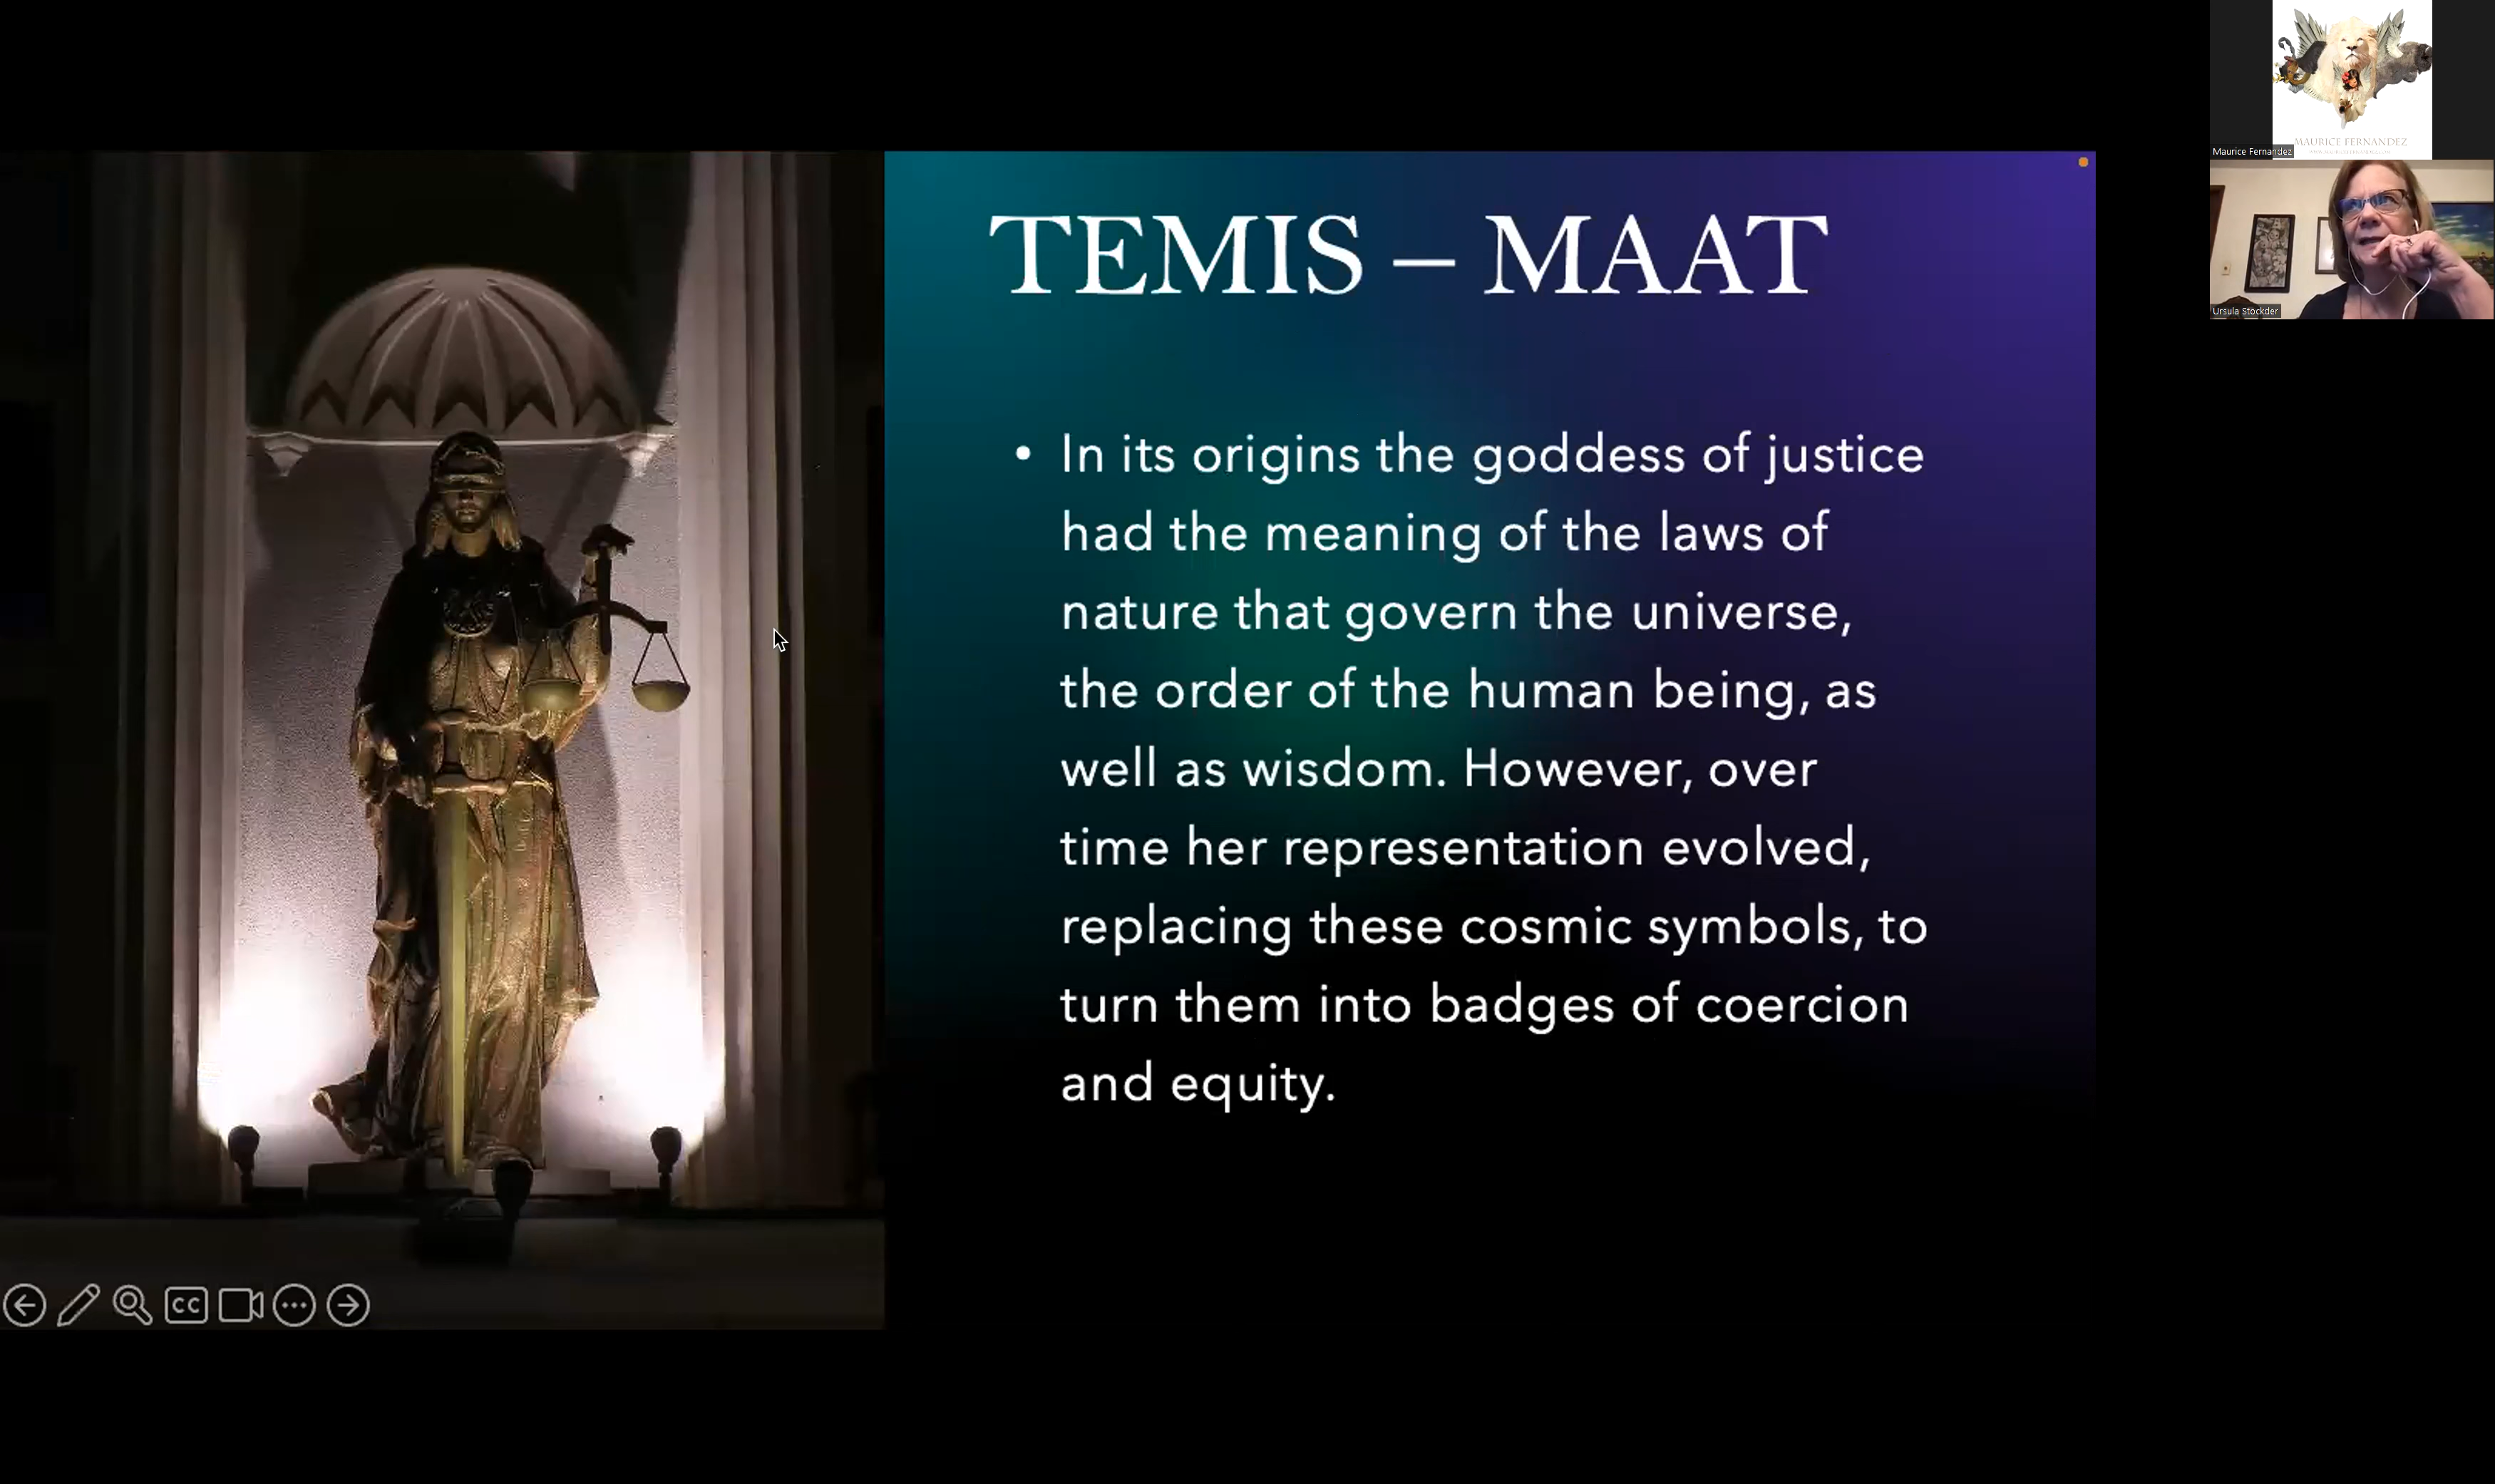 TEMIS – MAAT
• In its origins the goddess of justice
had the meaning of the laws of
nature that govern the universe,
the order of the human being, as
well as wisdom. However, over
time her representation evolved,
replacing these cosmic symbols, to
turn them into badges of coercion
and equity.
MAURICE FERNANDEZ
Maurice Fernandez
Ursula Stockder
CC